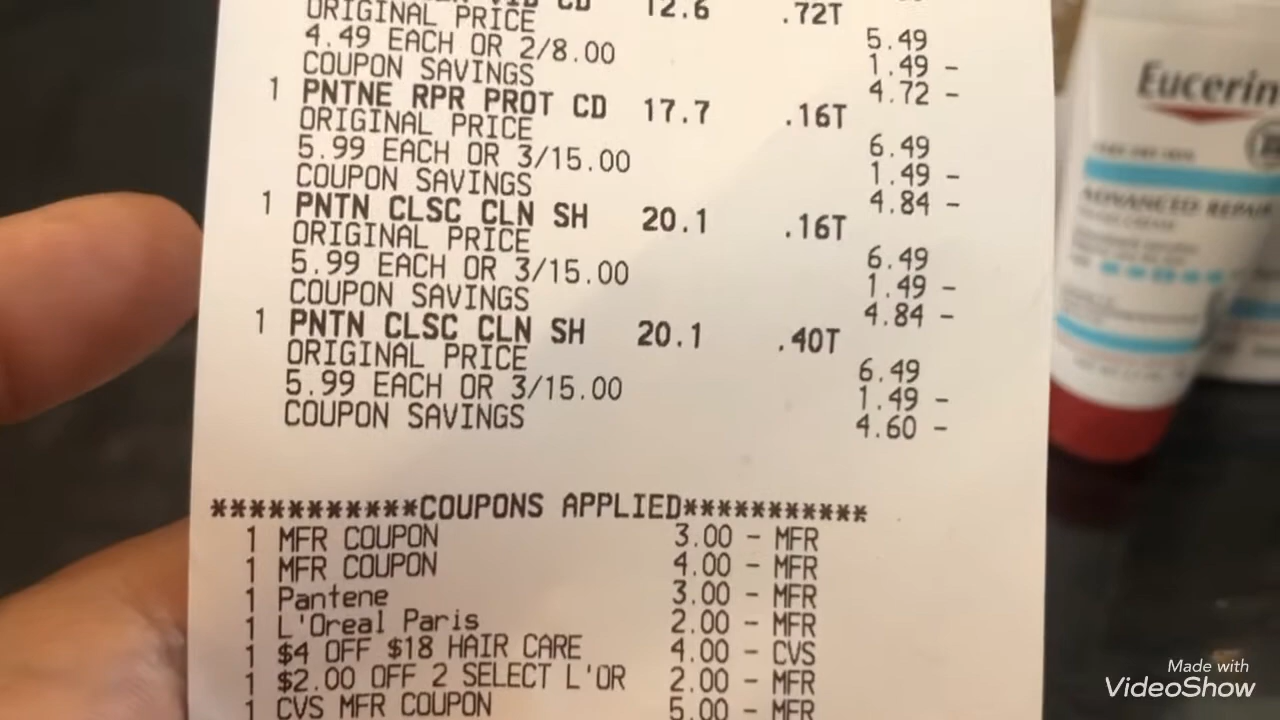 CD 12.6 .72T
ORIGINAL PRICE 5.49
4.49 EACH OR 2/8.00 1.49 -
COUPON SAVINGS 4.72 -
1 PNTNE RPR PROT CD 17.7 .16T
ORIGINAL PRICE 6.49
5.99 EACH OR 3/15.00 1.49 -
COUPON SAVINGS 4.84 -
1 PNTN CLSC CLN SH 20.1 .16T
ORIGINAL PRICE 6.49
5.99 EACH OR 3/15.00 1.49 -
COUPON SAVINGS 4.84 -
1 PNTN CLSC CLN SH 20.1 .40T
ORIGINAL PRICE 6.49
5.99 EACH OR 3/15.00 1.49 -
COUPON SAVINGS 4.60 -
***********COUPONS APPLIED***********
1 MFR COUPON 3.00 - MFR
1 MFR COUPON 4.00 - MFR
1 Pantene 3.00 - MFR
1 L'Oreal Paris 2.00 - MFR
1 $4 OFF $18 HAIR CARE 4.00 - CVS
1 $2.00 OFF 2 SELECT L'OR 2.00 - MFR
1 CVS MFR COUPON 5.00 - MFR
Eucerin
ADVANCED REPAIR
Made with
VideoShow